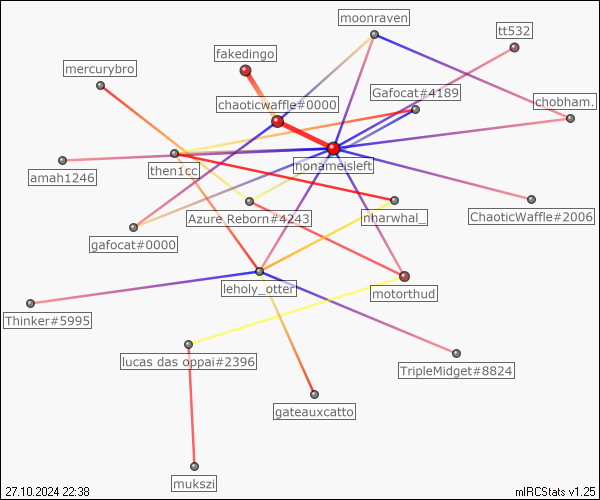 moonraven
tt532
fakedingo
mercurybro
Gafocat#4189
chaoticwaffle#0000
chobham.
nonameisleft
then1cc
amah1246
Azure Reborn#4243
nharwhal_
ChaoticWaffle#2006
gafocat#0000
leholy_otter
motorthud
Thinker#5995
lucas das oppai#2396
TripleMidget#8824
gateauxcatto
mukszi
27.10.2024 22:38
mIRCStats v1.25